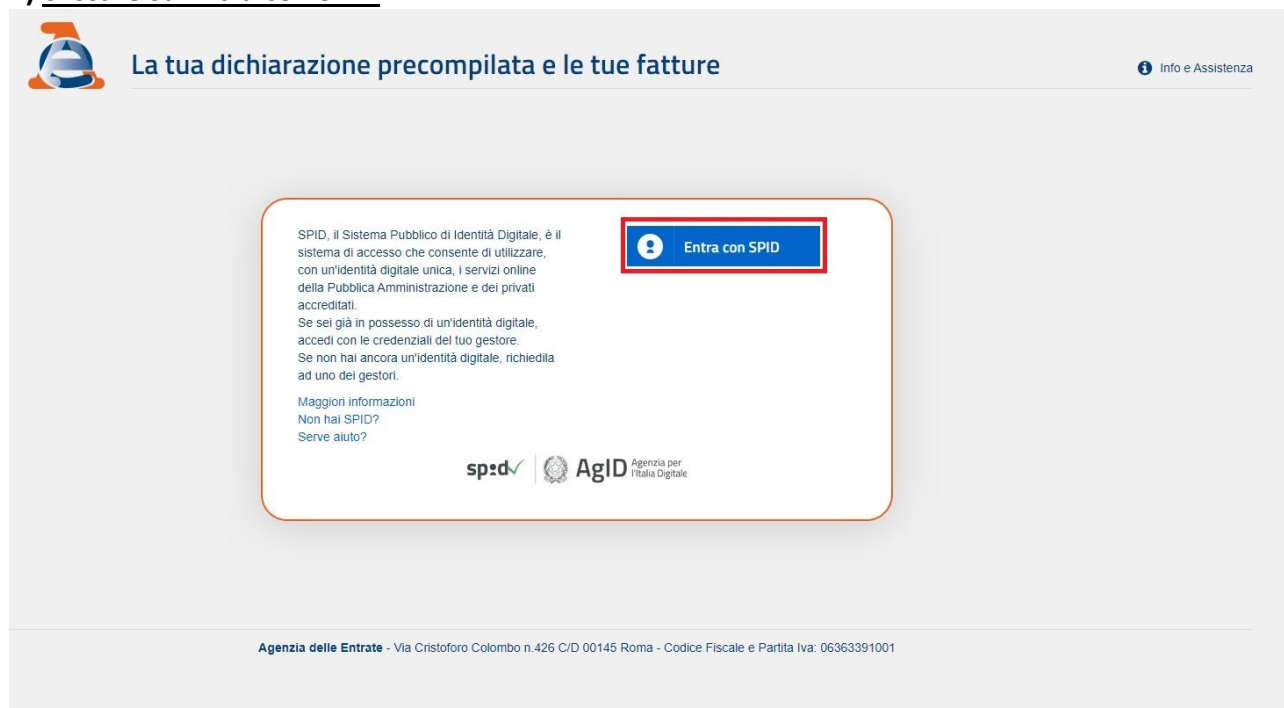 La tua dichiarazione precompilata e le tue fatture
Info e Assistenza
SPID, il Sistema Pubblico di Identità Digitale, è il
sistema di accesso che consente di utilizzare,
con un'identità digitale unica, i servizi online
della Pubblica Amministrazione e dei privati
accreditati.
Se sei già in possesso di un'identità digitale,
accedi con le credenziali del tuo gestore.
Se non hai ancora un'identità digitale, richiedila
ad uno dei gestori.
Maggiori informazioni
Non hai SPID?
Serve aiuto?
Entra con SPID
spid
AgID Agenzia per
l'Italia Digitale
Agenzia delle Entrate - Via Cristoforo Colombo n.426 C/D 00145 Roma - Codice Fiscale e Partita Iva: 06363391001